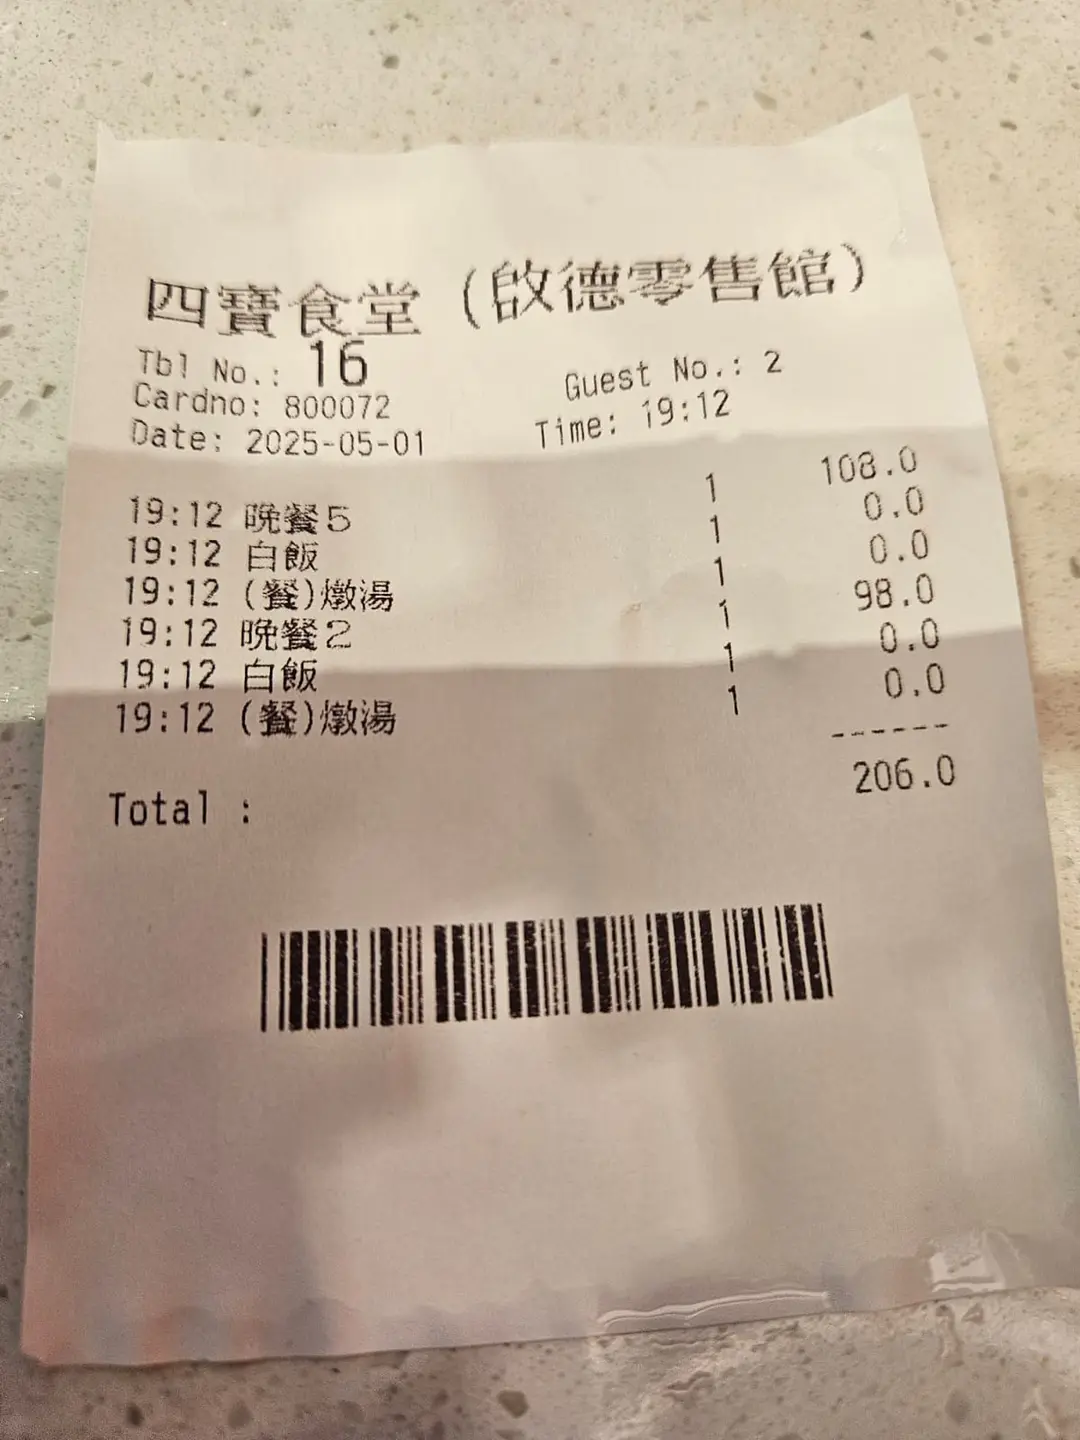 四寶食堂（啟德零售館）
Tbl No.: 16 Guest No.: 2
Cardno: 800072
Date: 2025-05-01 Time: 19:12
19:12 晚餐5 1 108.0
19:12 白飯 1 0.0
19:12 (餐)燉湯 1 0.0
19:12 晚餐2 1 98.0
19:12 白飯 1 0.0
19:12 (餐)燉湯 1 0.0
------
Total : 206.0